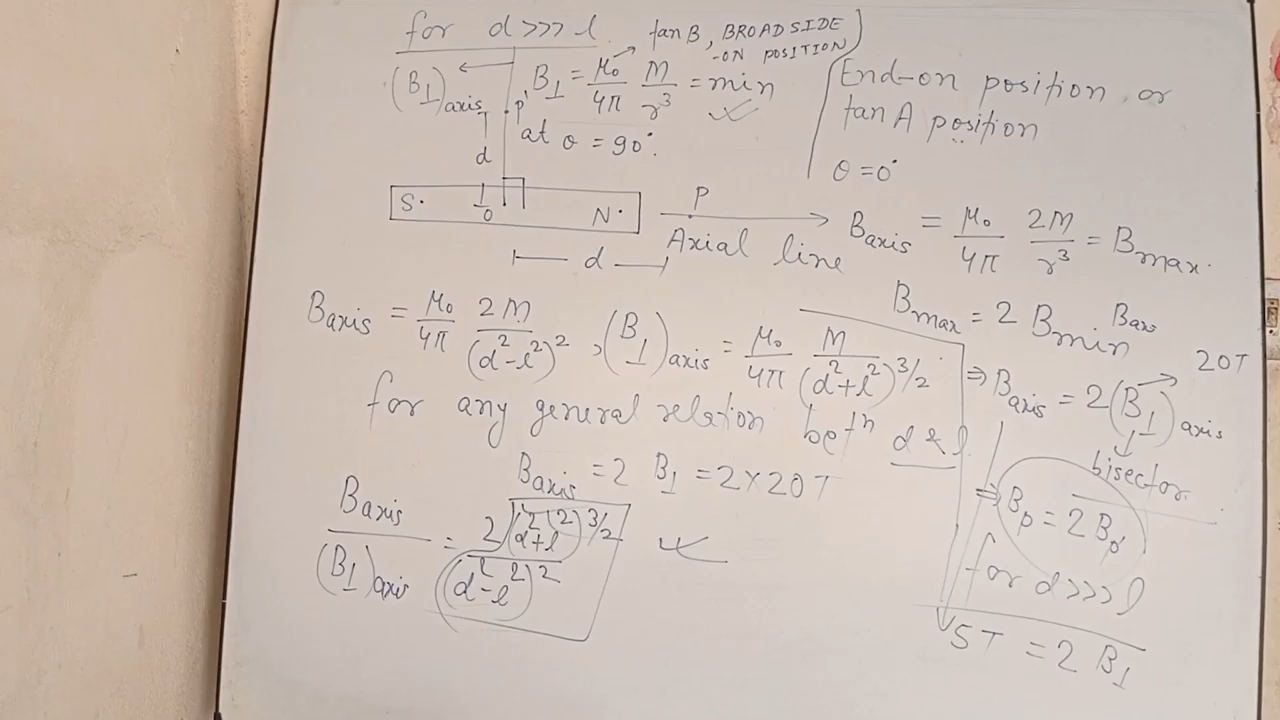 for d >>> l
tan B, BROADSIDE
-ON POSITION
(B⊥)axis
B⊥ = μ₀/4π M/r³ = min
p'
at θ = 90°.
d
End-on position or
tan A position
θ = 0°
S· O N·
P
Axial line
d
Baxis = μ₀/4π 2M/r³ = Bmax.
Bmax = 2 Bmin
Baxis
Baxis = μ₀/4π 2M/(d²-l²)², (B⊥)axis = μ₀/4π M/(d²+l²)^3/2
⇒ Baxis = 2(B⊥)axis
20T
bisector
for any general relation betn d & l
Baxis = 2 B⊥ = 2×20T
Baxis/(B⊥)axis = 2(d²+l²)^3/2/(d²-l²)²
⇒ Bp = 2Bp'
for d>>>l
5T = 2 B⊥